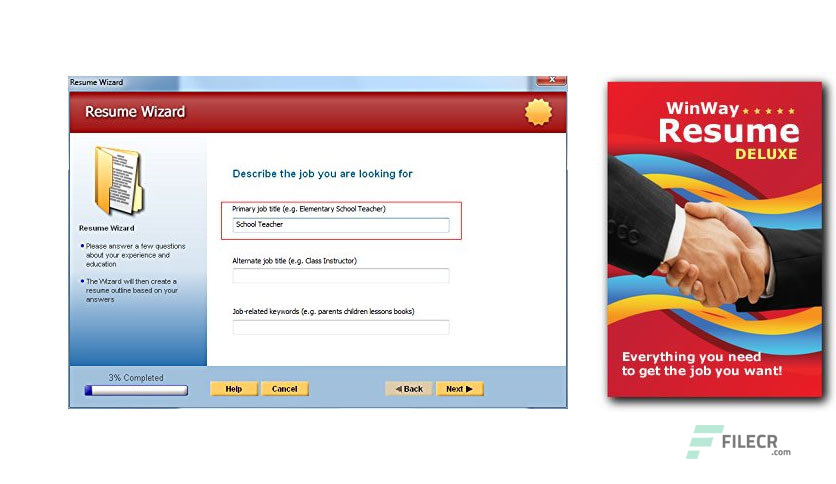 Resume Wizard
Resume Wizard
Resume Wizard
Please answer a few questions
about your experience and
education
The Wizard will then create a
resume outline based on your
answers
Describe the job you are looking for
Primary job title (e.g. Elementary School Teacher)
School Teacher
Alternate job title (e.g. Class Instructor)
Job-related keywords (e.g. parents children lessons books)
3% Completed
Help
Cancel
Back
Next
WinWay
Resume
DELUXE
Everything you need
to get the job you want!
FILECR
.com